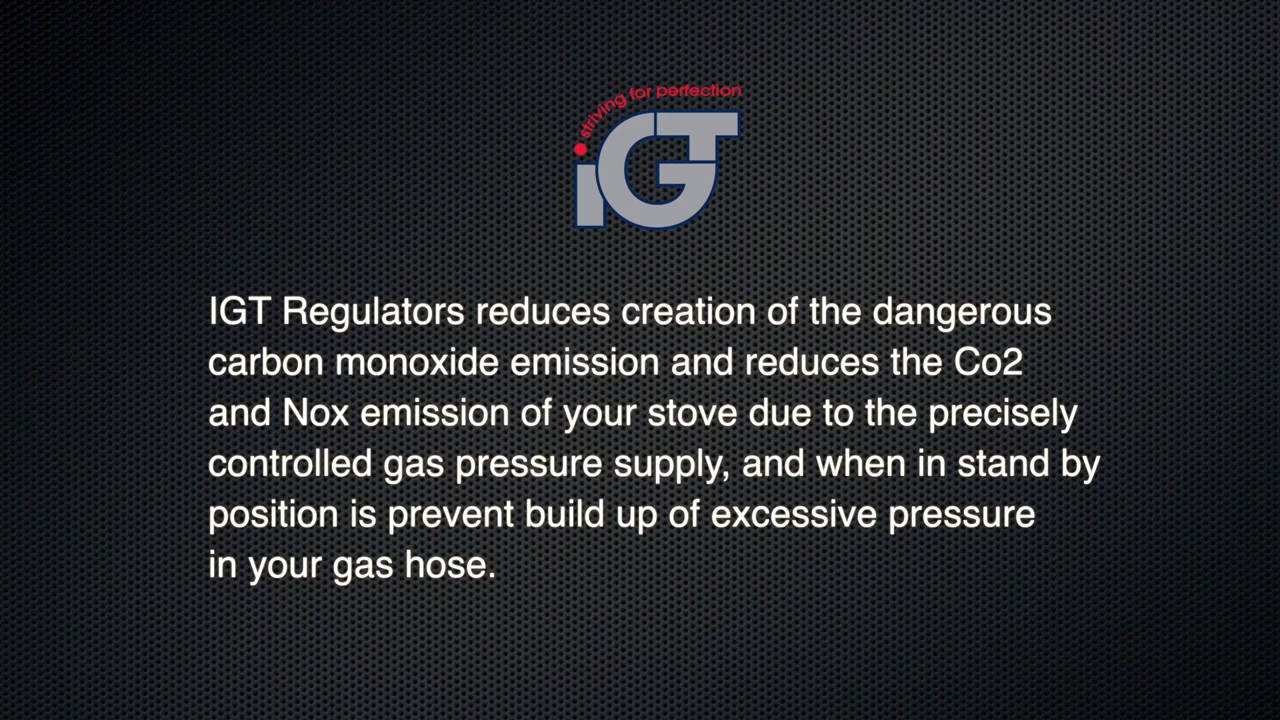 striving for perfection
iGT
IGT Regulators reduces creation of the dangerous
carbon monoxide emission and reduces the Co2
and Nox emission of your stove due to the precisely
controlled gas pressure supply, and when in stand by
position is prevent build up of excessive pressure
in your gas hose.